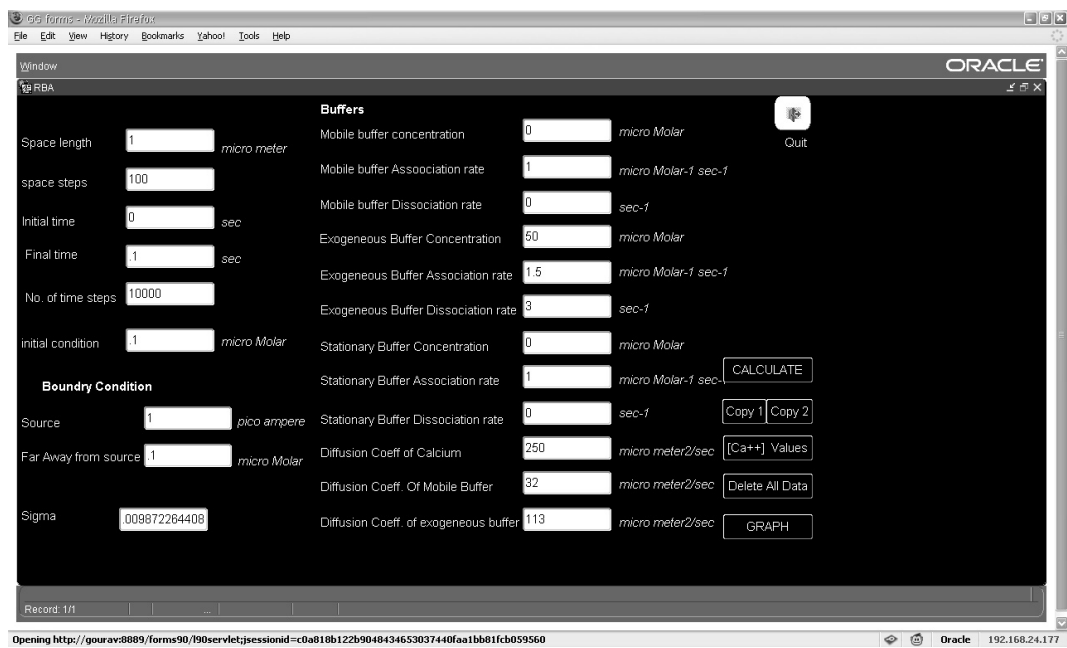 GG forms - Mozilla Firefox
File Edit View History Bookmarks Yahoo! Tools Help
Window
ORACLE
RBA
Buffers
Space length 1 micro meter
space steps 100
Initial time 0 sec
Final time .1 sec
No. of time steps 10000
initial condition .1 micro Molar
Boundry Condition
Source 1 pico ampere
Far Away from source .1 micro Molar
Sigma .009872264408
Mobile buffer concentration 0 micro Molar
Mobile buffer Assoociation rate 1 micro Molar-1 sec-1
Mobile buffer Dissociation rate 0 sec-1
Exogeneous Buffer Concentration 50 micro Molar
Exogeneous Buffer Association rate 1.5 micro Molar-1 sec-1
Exogeneous Buffer Dissociation rate 3 sec-1
Stationary Buffer Concentration 0 micro Molar
Stationary Buffer Association rate 1 micro Molar-1 sec-
Stationary Buffer Dissociation rate 0 sec-1
Diffusion Coeff of Calcium 250 micro meter2/sec
Diffusion Coeff. Of Mobile Buffer 32 micro meter2/sec
Diffusion Coeff. of exogeneous buffer 113 micro meter2/sec
Quit
CALCULATE
Copy 1 Copy 2
[Ca++] Values
Delete All Data
GRAPH
Record: 1/1 ...
Opening http://gourav:8889/forms90/l90servlet;jsessionid=c0a818b122b9048434653037440faa1bb81fcb059560
Oracle 192.168.24.177